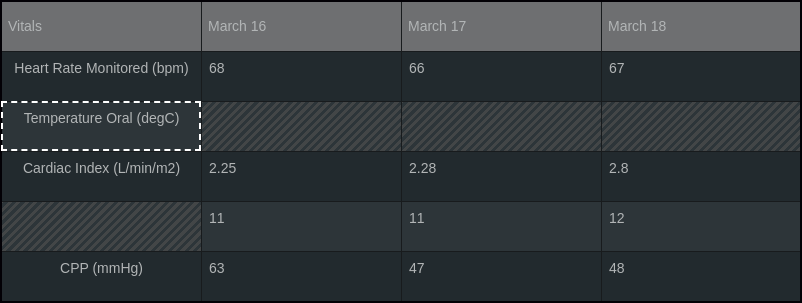 Vitals March 16 March 17 March 18
Heart Rate Monitored (bpm) 68 66 67
Temperature Oral (degC)
Cardiac Index (L/min/m2) 2.25 2.28 2.8
11 11 12
CPP (mmHg) 63 47 48